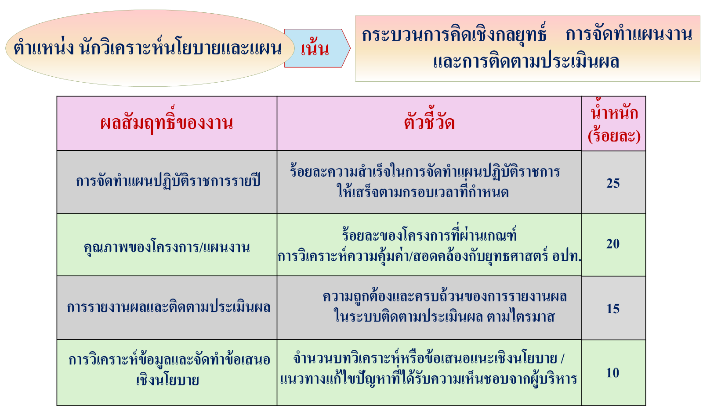 ตำแหน่ง นักวิเคราะห์นโยบายและแผน
เน้น
กระบวนการคิดเชิงกลยุทธ์ การจัดทำแผนงาน
และการติดตามประเมินผล
ผลสัมฤทธิ์ของงาน
ตัวชี้วัด
น้ำหนัก
(ร้อยละ)
การจัดทำแผนปฏิบัติราชการรายปี
ร้อยละความสำเร็จในการจัดทำแผนปฏิบัติราชการ
ให้เสร็จตามกรอบเวลาที่กำหนด
25
คุณภาพของโครงการ/แผนงาน
ร้อยละของโครงการที่ผ่านเกณฑ์
การวิเคราะห์ความคุ้มค่า/สอดคล้องกับยุทธศาสตร์ อปท.
20
การรายงานผลและติดตามประเมินผล
ความถูกต้องและครบถ้วนของการรายงานผล
ในระบบติดตามประเมินผล ตามไตรมาส
15
การวิเคราะห์ข้อมูลและจัดทำข้อเสนอ
เชิงนโยบาย
จำนวนบทวิเคราะห์หรือข้อเสนอแนะเชิงนโยบาย /
แนวทางแก้ไขปัญหาที่ได้รับความเห็นชอบจากผู้บริหาร
10